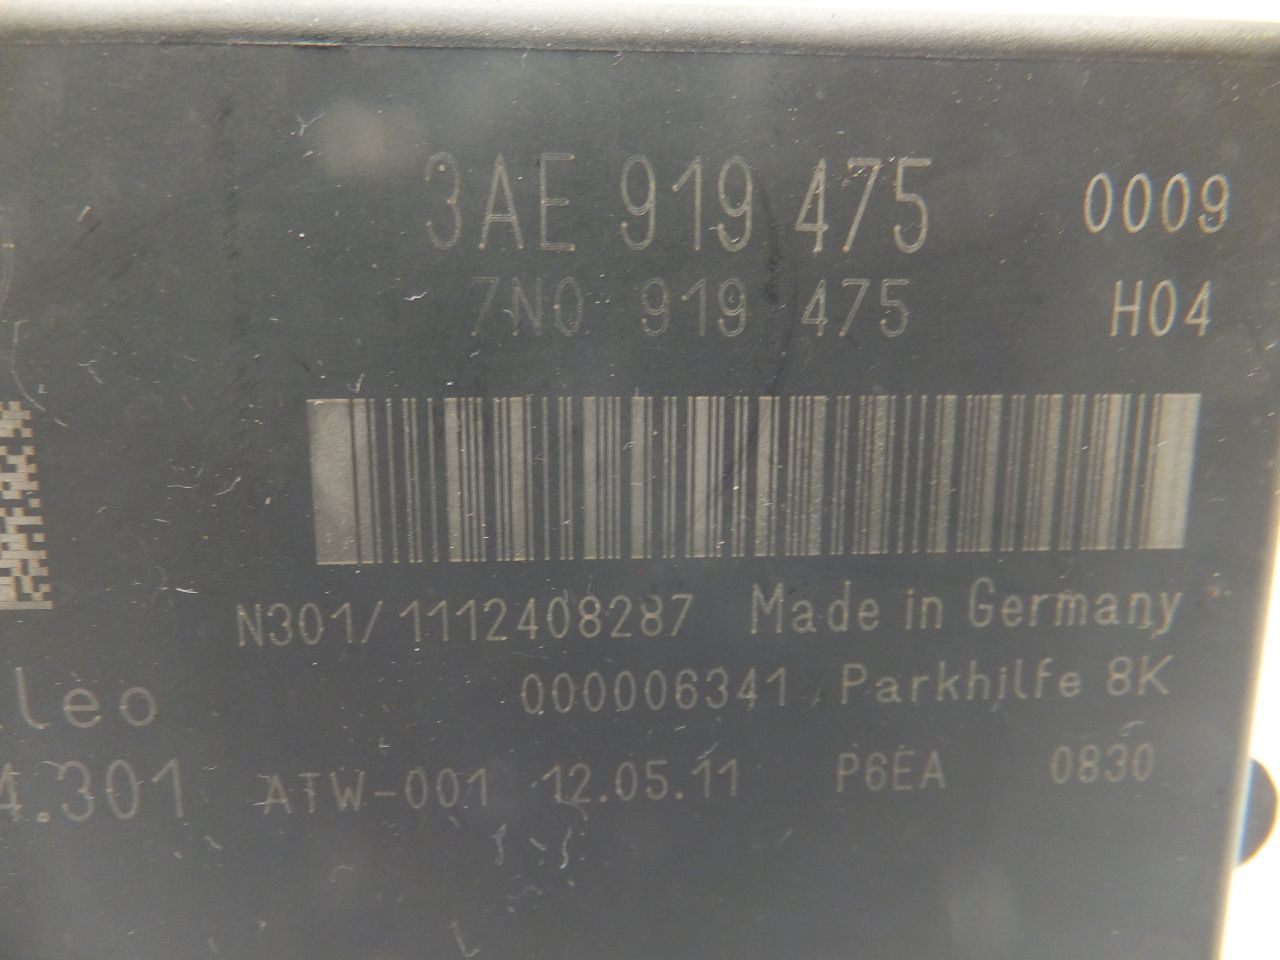 3AE 919 475 0009
7N0 919 475 H04
N301/1112408287 Made in Germany
000006341 Parkhilfe 8K
leo
4.301 ATW-001 12.05.11 P6EA 0830